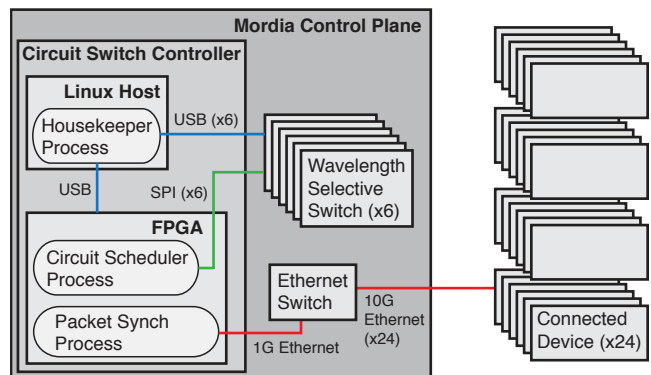 Mordia Control Plane
Circuit Switch Controller
Linux Host
Housekeeper
Process
USB (x6)
USB
SPI (x6)
Wavelength
Selective
Switch (x6)
FPGA
Circuit Scheduler
Process
Packet Synch
Process
Ethernet
Switch
1G Ethernet
10G
Ethernet
(x24)
Connected
Device (x24)